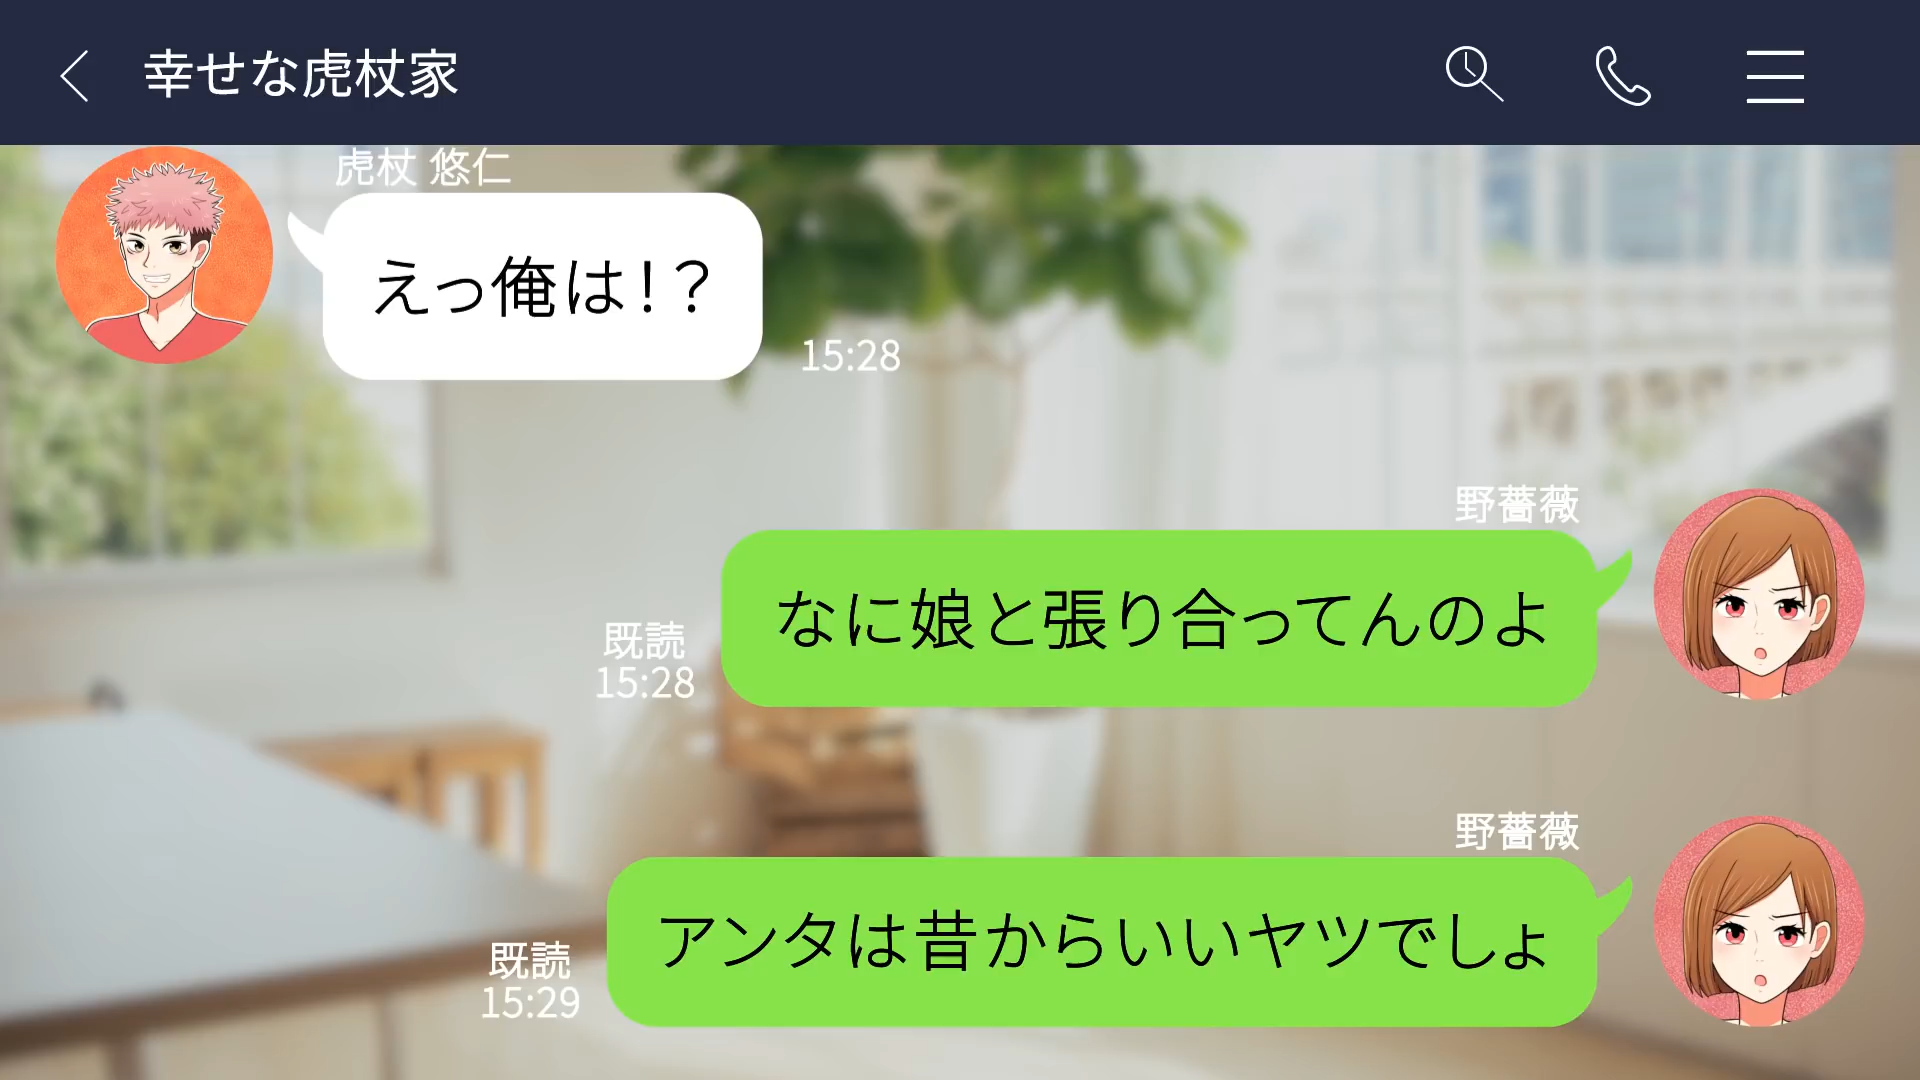 幸せな虎杖家
虎杖 悠仁
えっ俺は！？
15:28
野薔薇
なに娘と張り合ってんのよ
既読
15:28
野薔薇
アンタは昔からいいヤツでしょ
既読
15:29